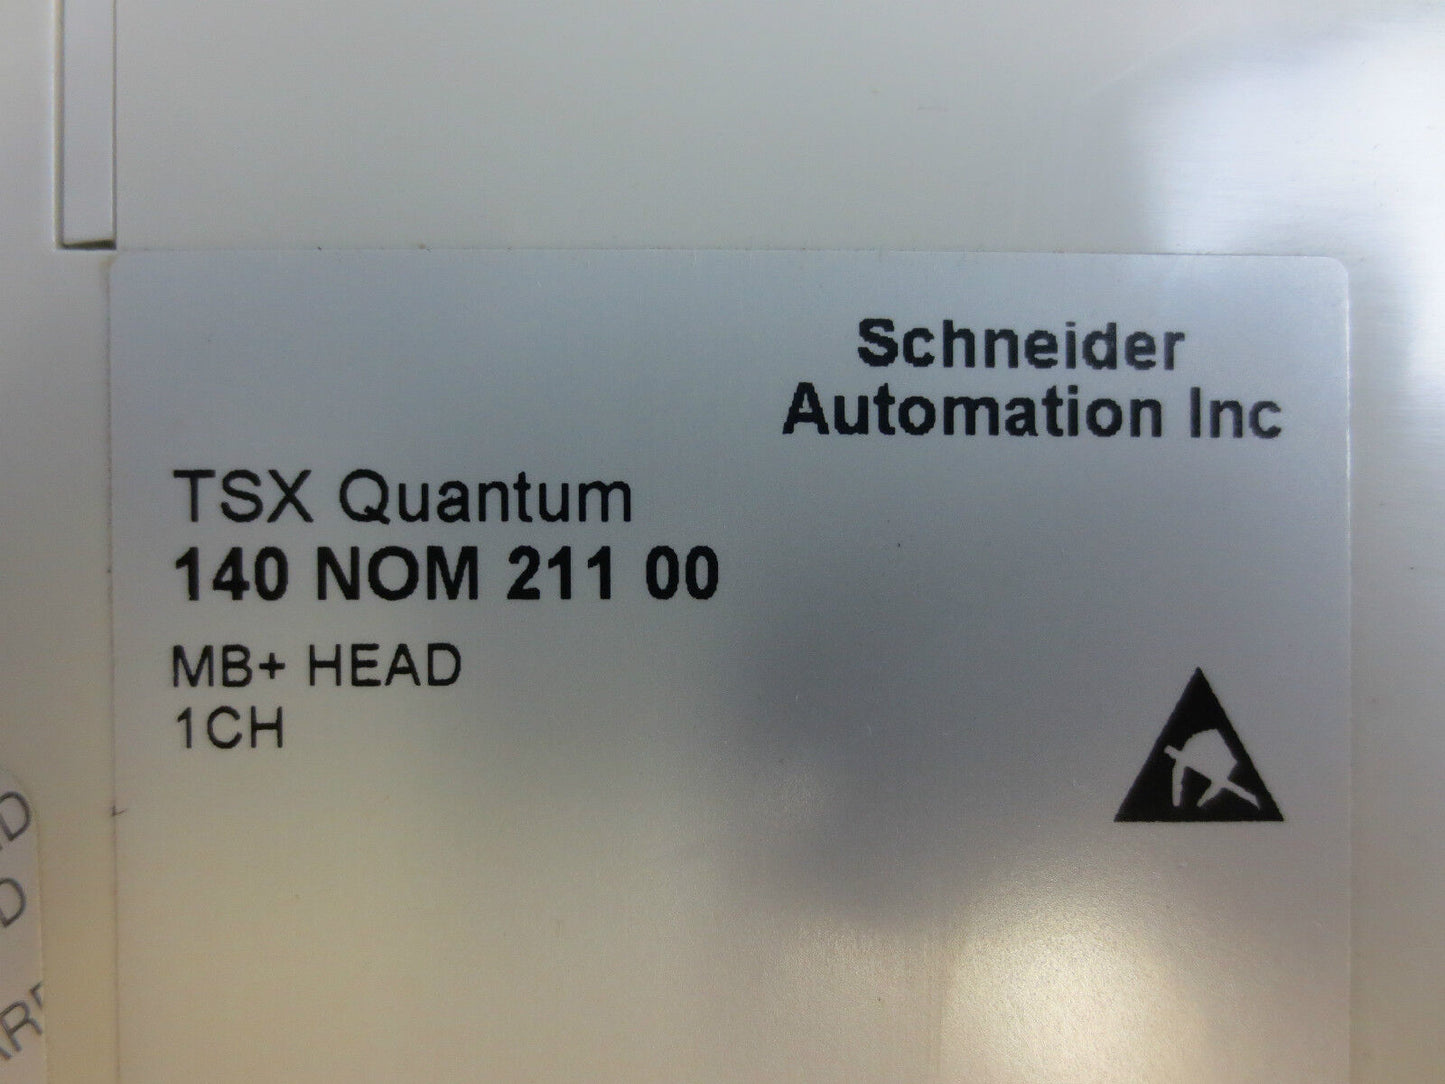 Schneider
Automation Inc
TSX Quantum
140 NOM 211 00
MB+ HEAD
1CH